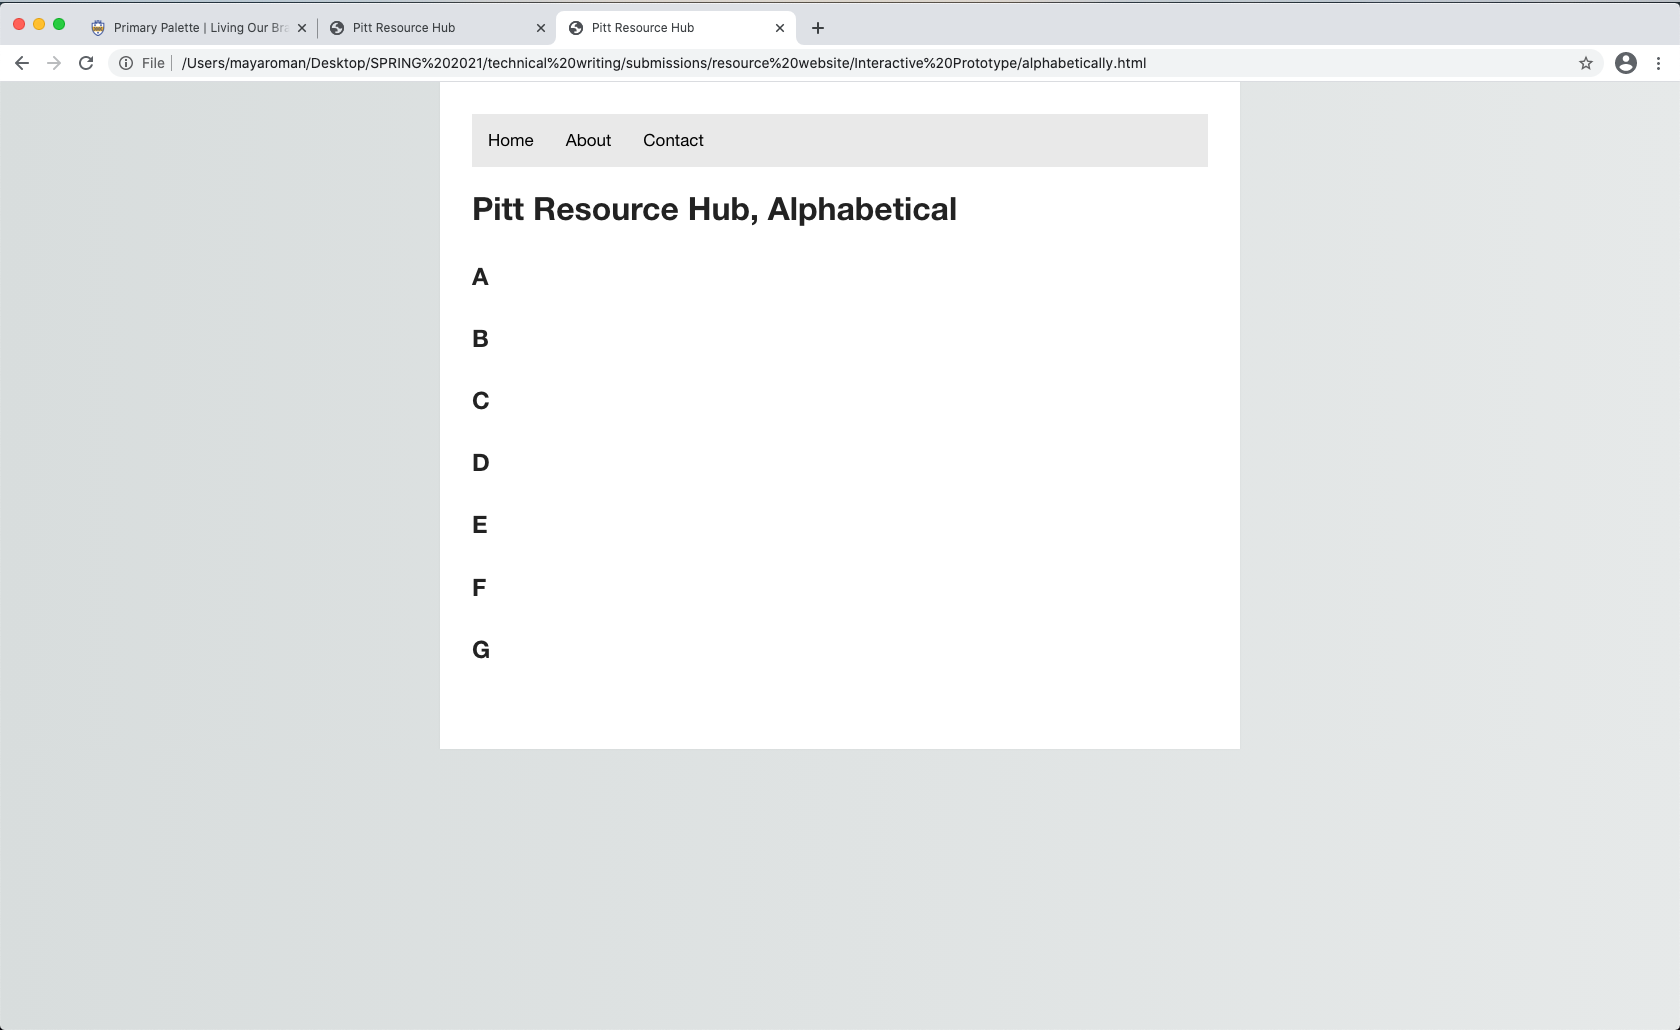 Primary Palette | Living Our Bra
Pitt Resource Hub
Pitt Resource Hub
File | /Users/mayaroman/Desktop/SPRING%202021/technical%20writing/submissions/resource%20website/Interactive%20Prototype/alphabetically.html
Home About Contact
Pitt Resource Hub, Alphabetical
A
B
C
D
E
F
G